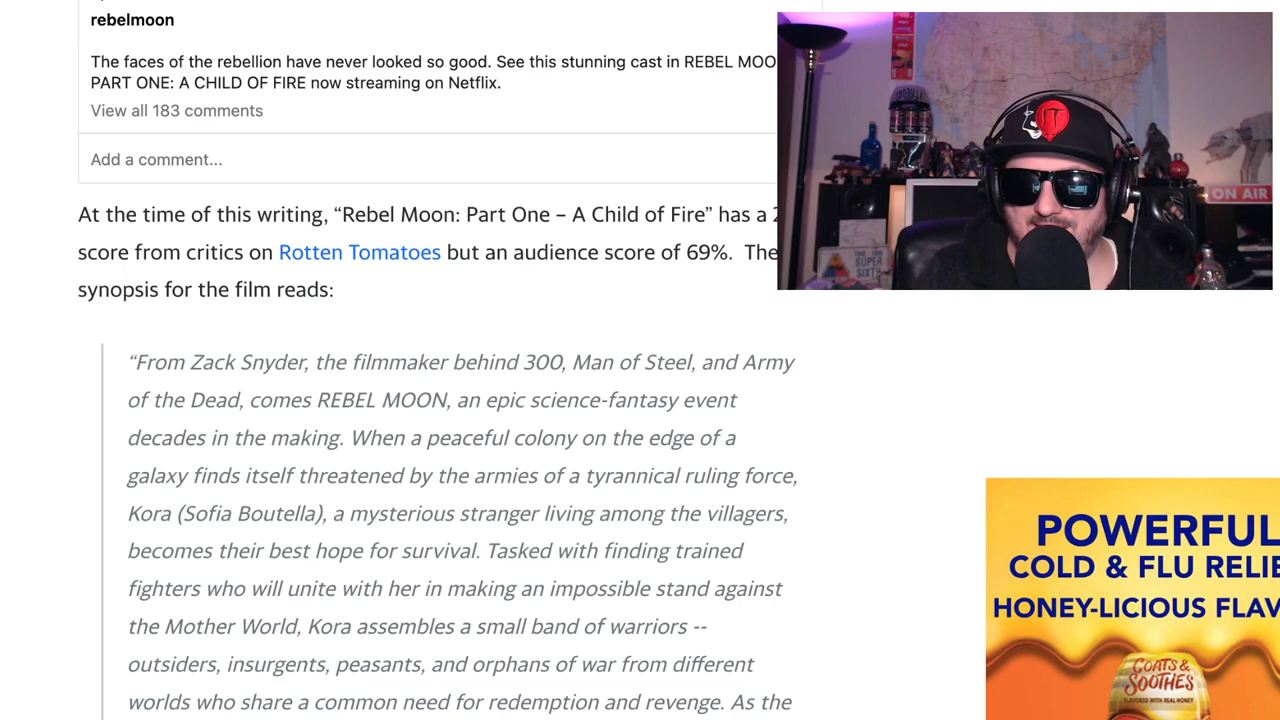 rebelmoon
The faces of the rebellion have never looked so good. See this stunning cast in REBEL MOO
PART ONE: A CHILD OF FIRE now streaming on Netflix.
View all 183 comments
Add a comment...
At the time of this writing, “Rebel Moon: Part One – A Child of Fire” has a 2
score from critics on Rotten Tomatoes but an audience score of 69%. The
synopsis for the film reads:
“From Zack Snyder, the filmmaker behind 300, Man of Steel, and Army
of the Dead, comes REBEL MOON, an epic science-fantasy event
decades in the making. When a peaceful colony on the edge of a
galaxy finds itself threatened by the armies of a tyrannical ruling force,
Kora (Sofia Boutella), a mysterious stranger living among the villagers,
becomes their best hope for survival. Tasked with finding trained
fighters who will unite with her in making an impossible stand against
the Mother World, Kora assembles a small band of warriors --
outsiders, insurgents, peasants, and orphans of war from different
worlds who share a common need for redemption and revenge. As the
IT
ON AIR
SUPER
SIXTY
POWERFUL
COLD & FLU RELIE
HONEY-LICIOUS FLAV
COATS &
SOOTHES
FLAVORED WITH REAL HONEY